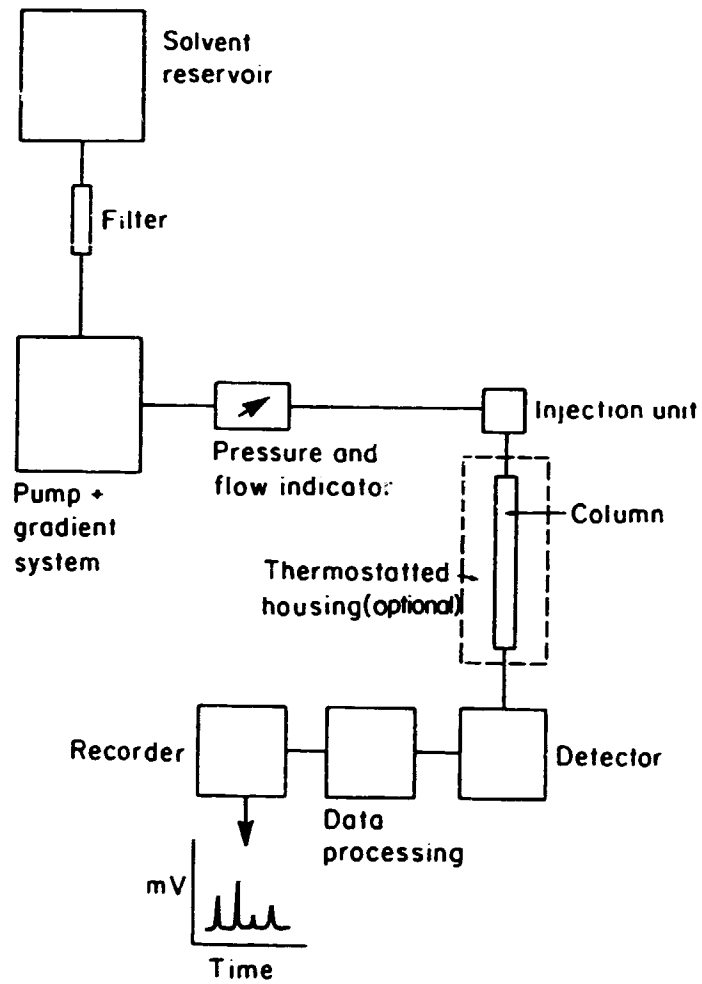 Solvent
reservoir
Filter
Pump +
gradient
system
Pressure and
flow indicator
Injection unit
Column
Thermostatted
housing(optional)
Detector
Data
processing
Recorder
mV
Time